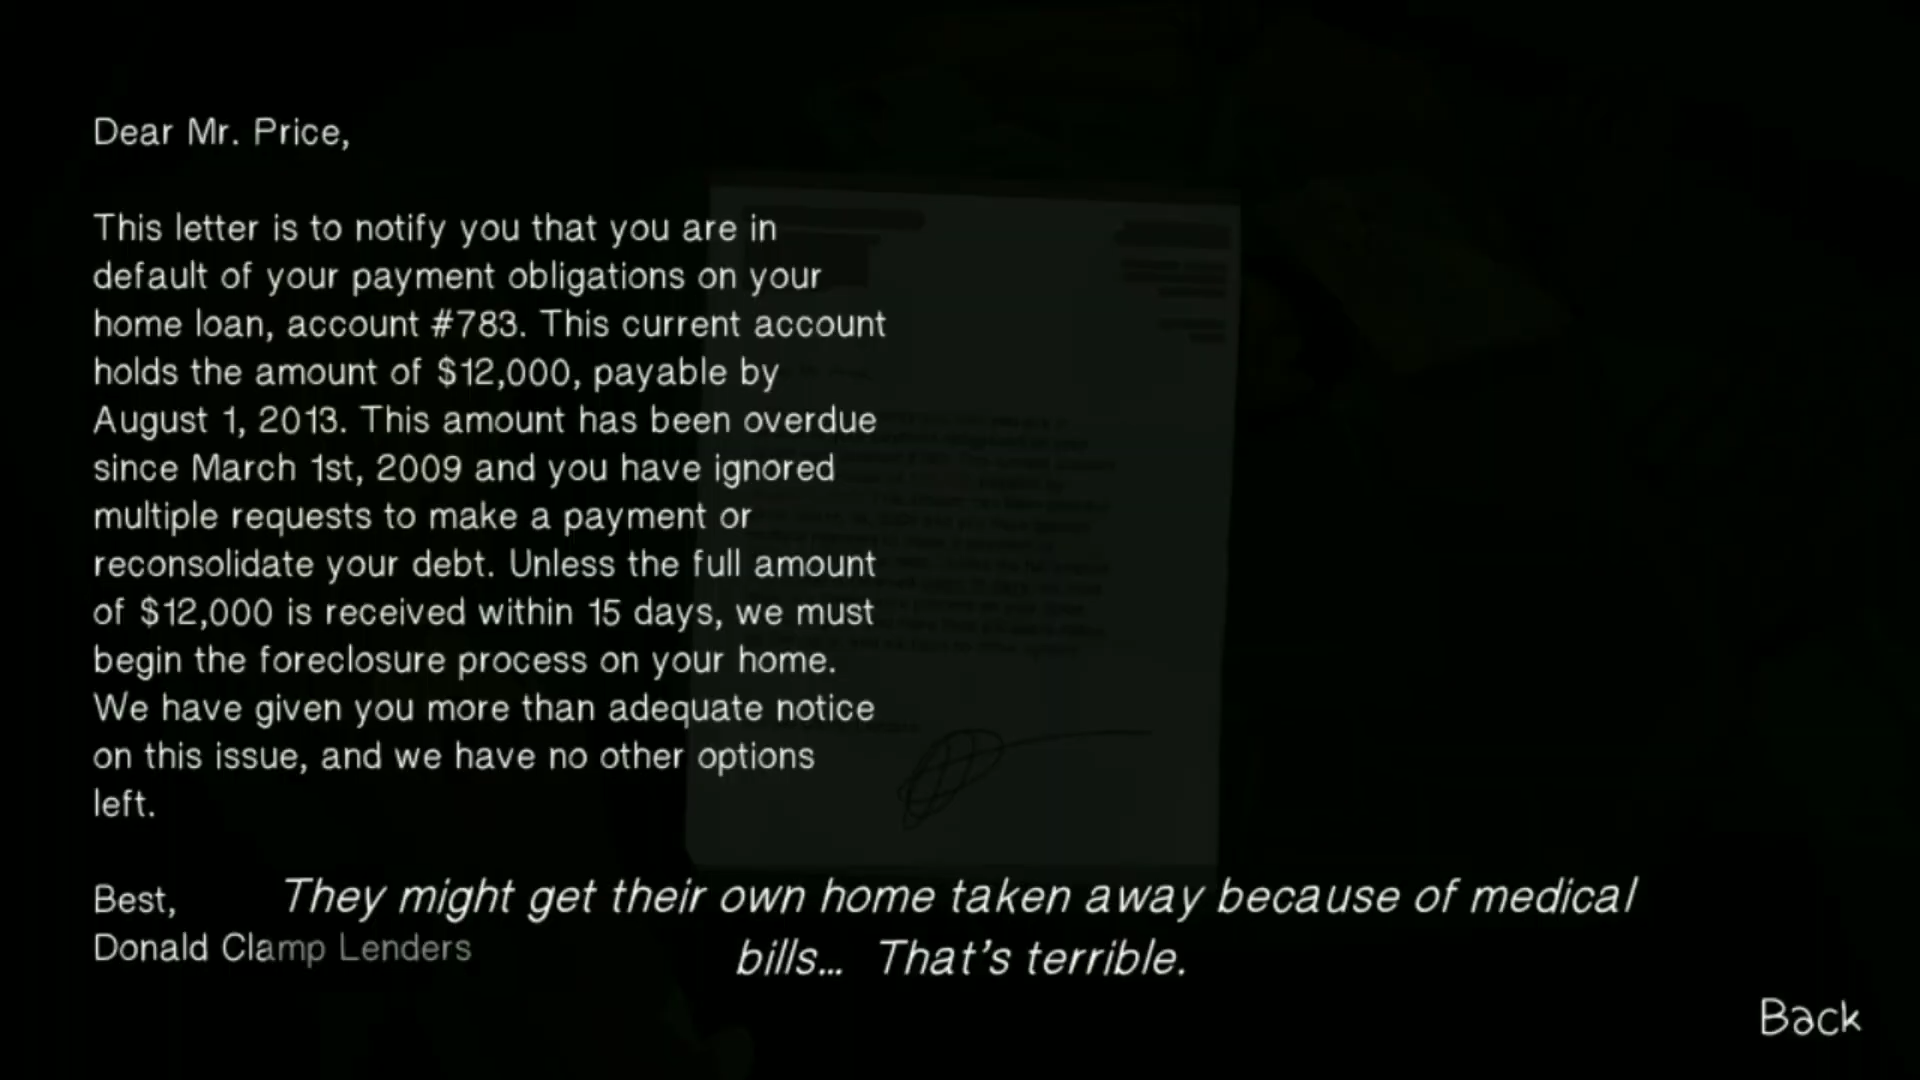 Dear Mr. Price,
This letter is to notify you that you are in
default of your payment obligations on your
home loan, account #783. This current account
holds the amount of $12,000, payable by
August 1, 2013. This amount has been overdue
since March 1st, 2009 and you have ignored
multiple requests to make a payment or
reconsolidate your debt. Unless the full amount
of $12,000 is received within 15 days, we must
begin the foreclosure process on your home.
We have given you more than adequate notice
on this issue, and we have no other options
left.
Best,
Donald Clamp Lenders
They might get their own home taken away because of medical
bills... That's terrible.
Back